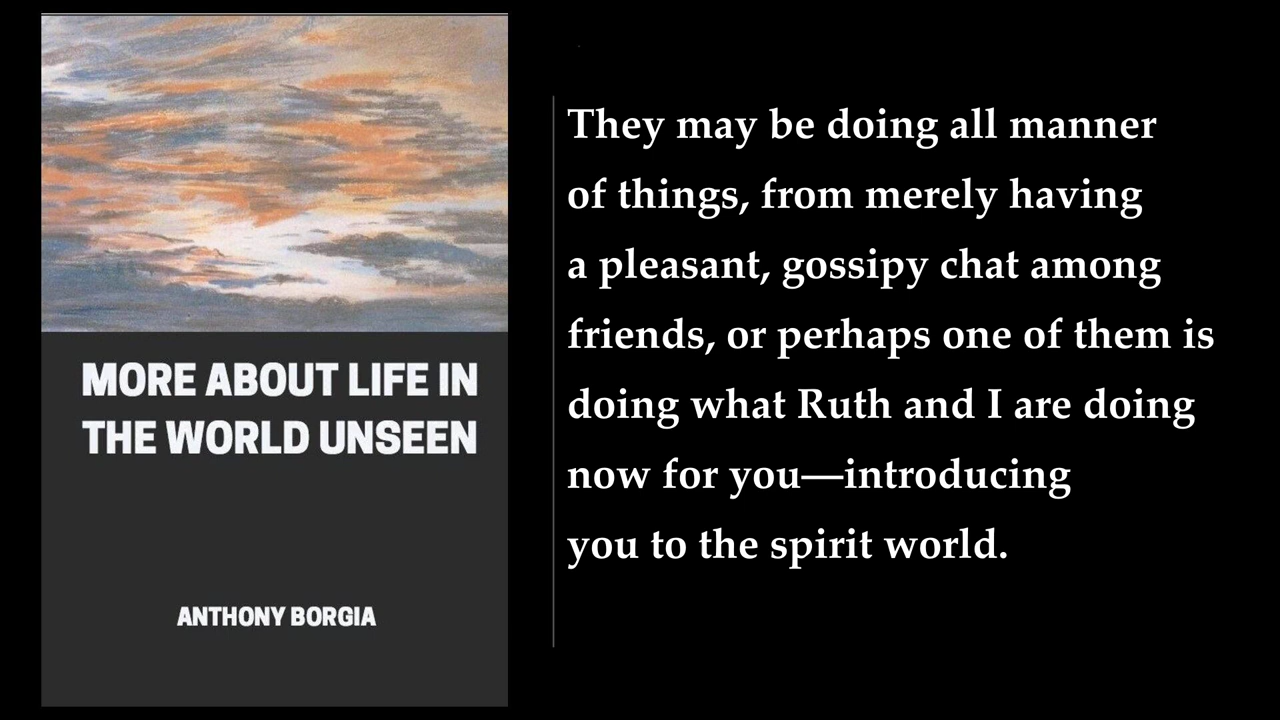 MORE ABOUT LIFE IN
THE WORLD UNSEEN
ANTHONY BORGIA
They may be doing all manner
of things, from merely having
a pleasant, gossipy chat among
friends, or perhaps one of them is
doing what Ruth and I are doing
now for you—introducing
you to the spirit world.